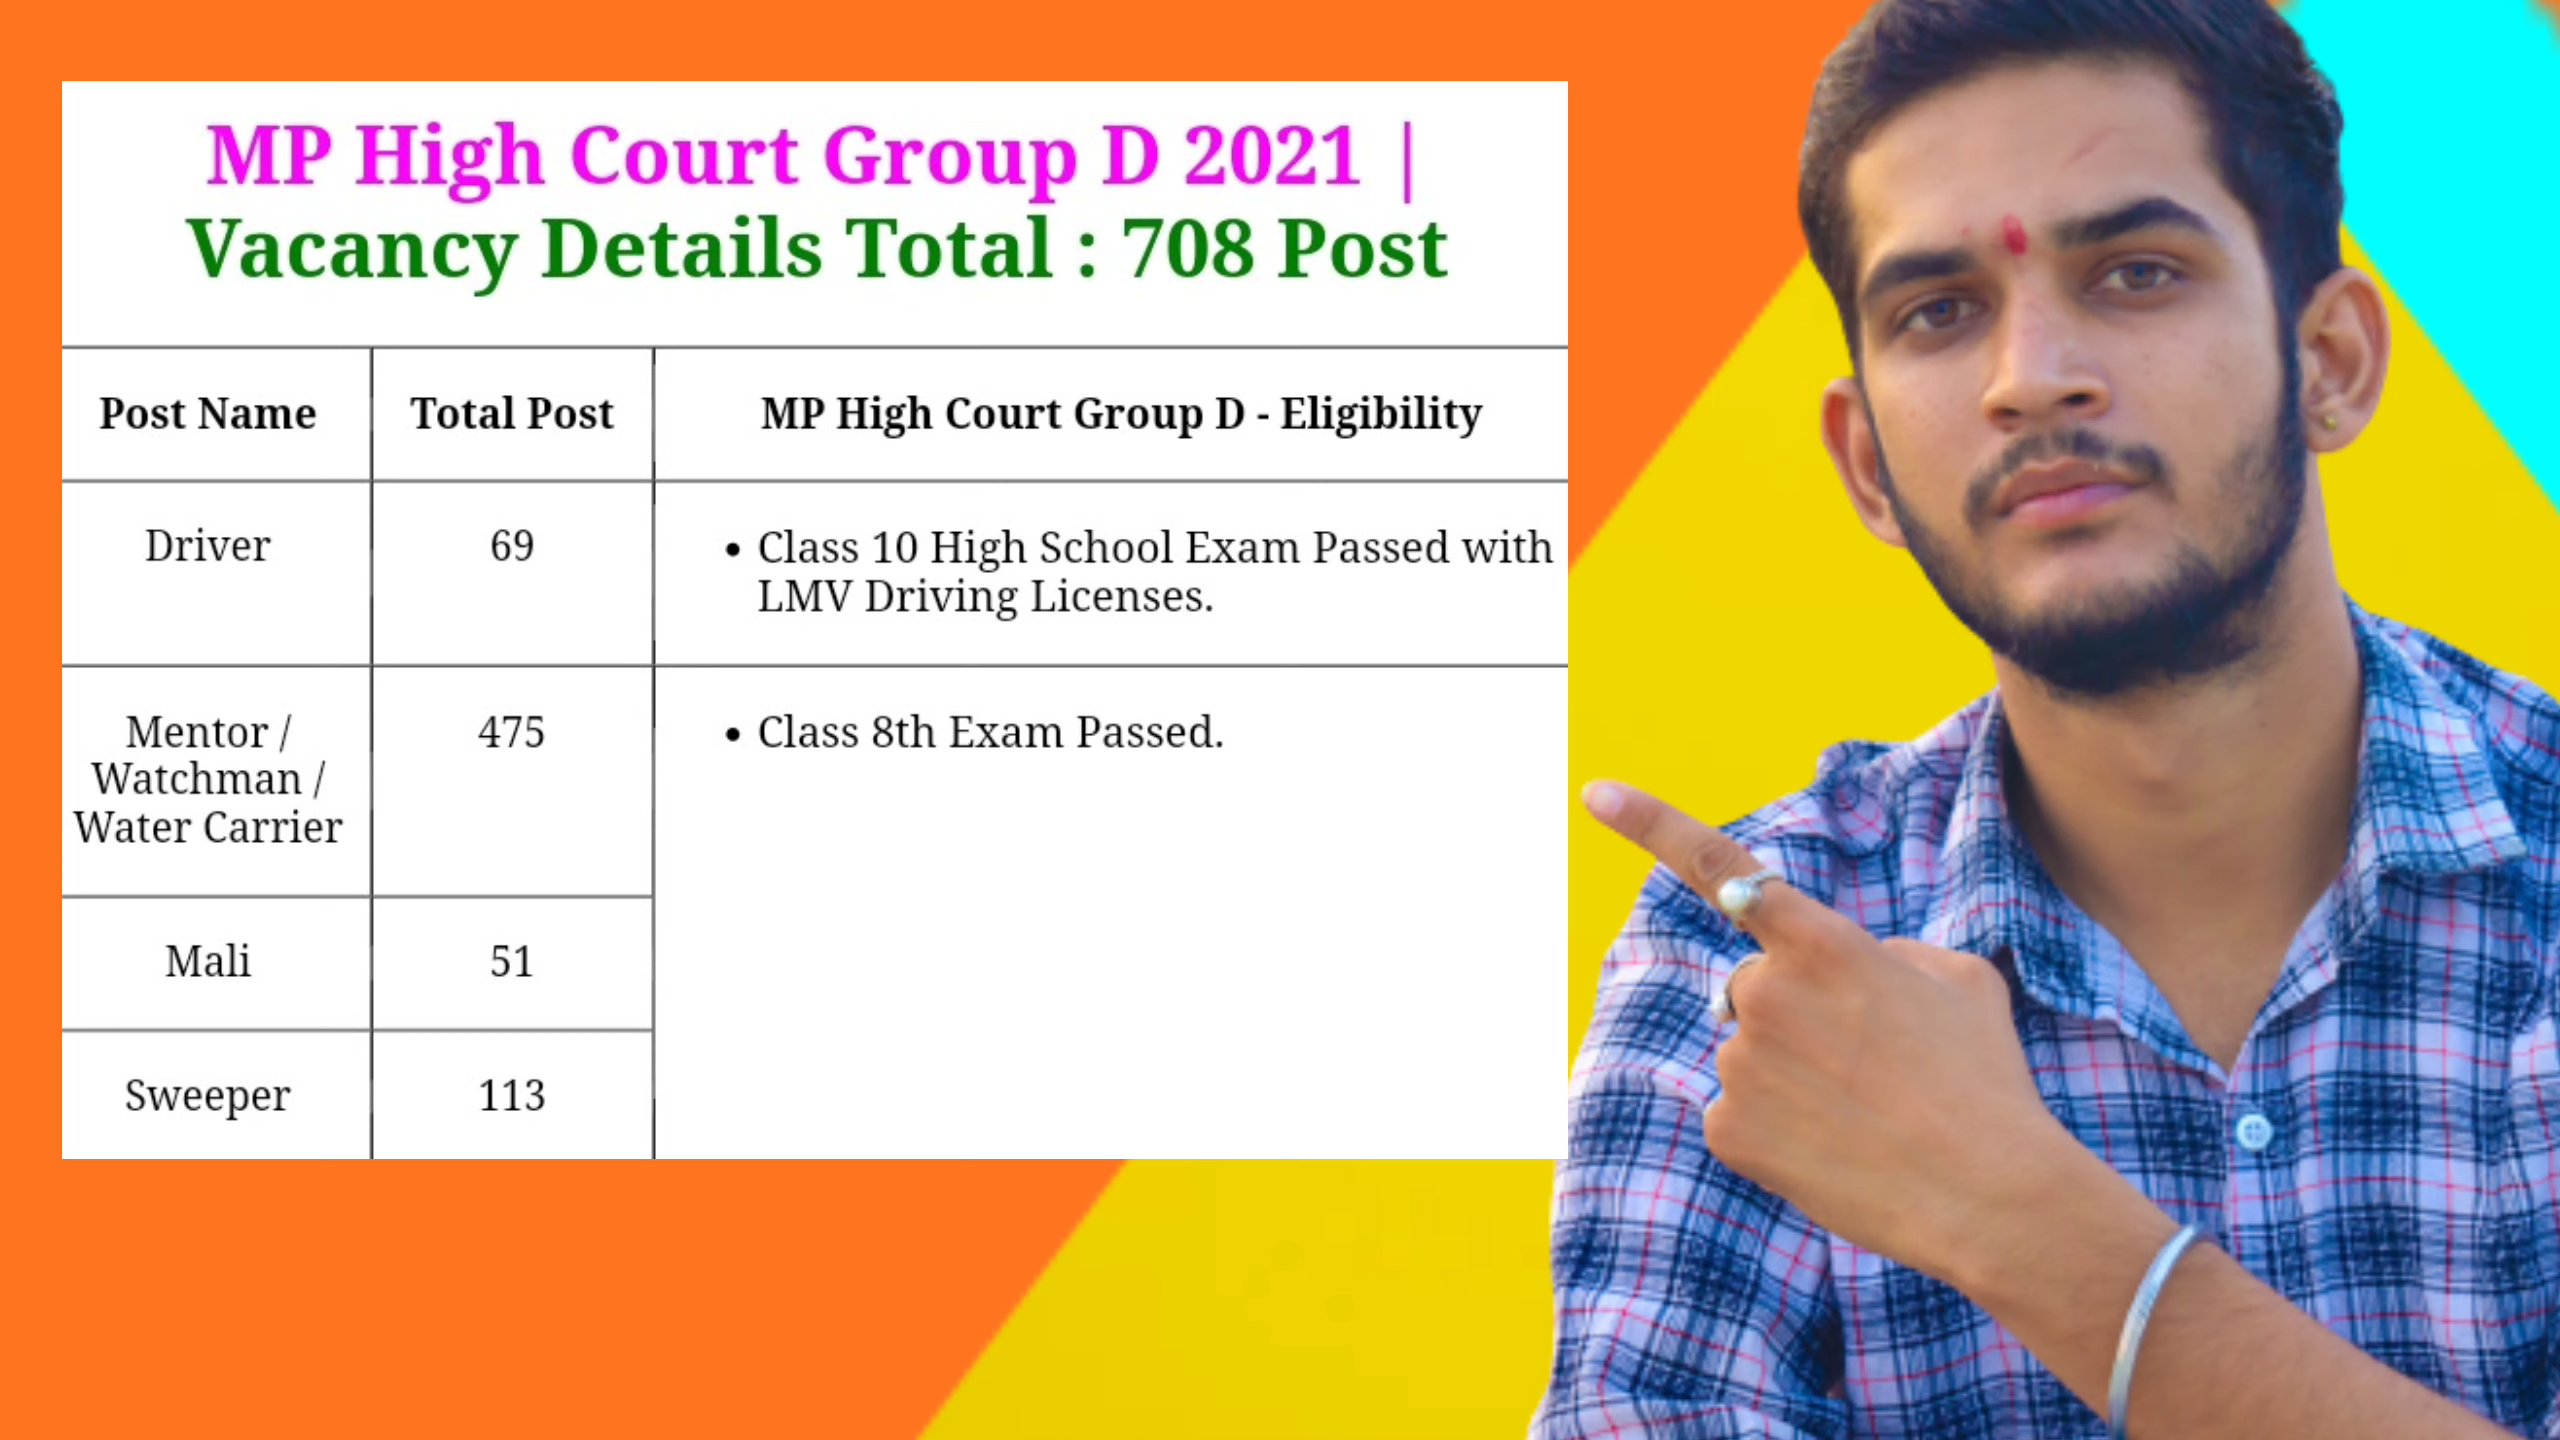 MP High Court Group D 2021 |
Vacancy Details Total : 708 Post
Post Name Total Post MP High Court Group D - Eligibility
Driver 69 • Class 10 High School Exam Passed with
LMV Driving Licenses.
Mentor / 475 • Class 8th Exam Passed.
Watchman /
Water Carrier
Mali 51
Sweeper 113